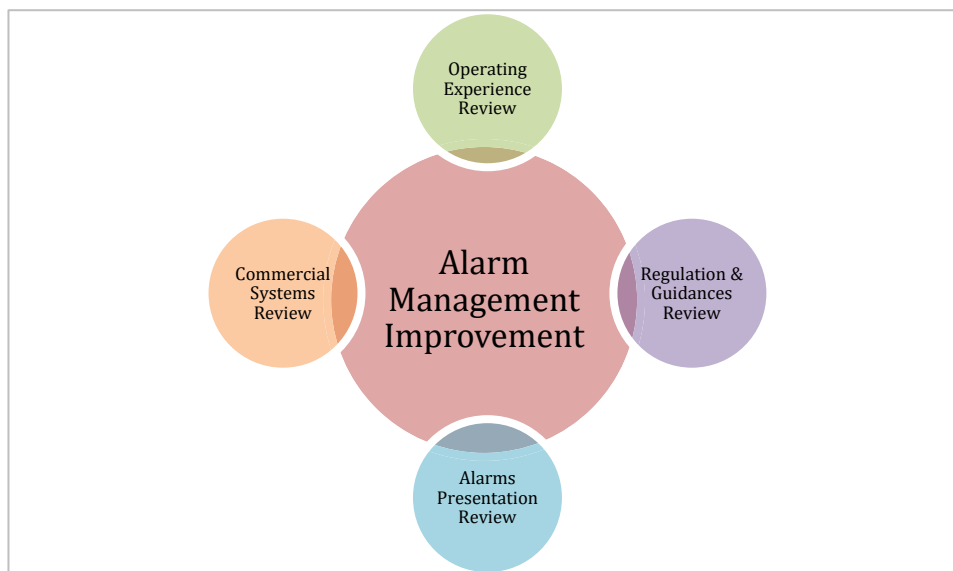 Operating
Experience
Review
Commercial
Systems
Review
Alarm
Management
Improvement
Regulation &
Guidances
Review
Alarms
Presentation
Review